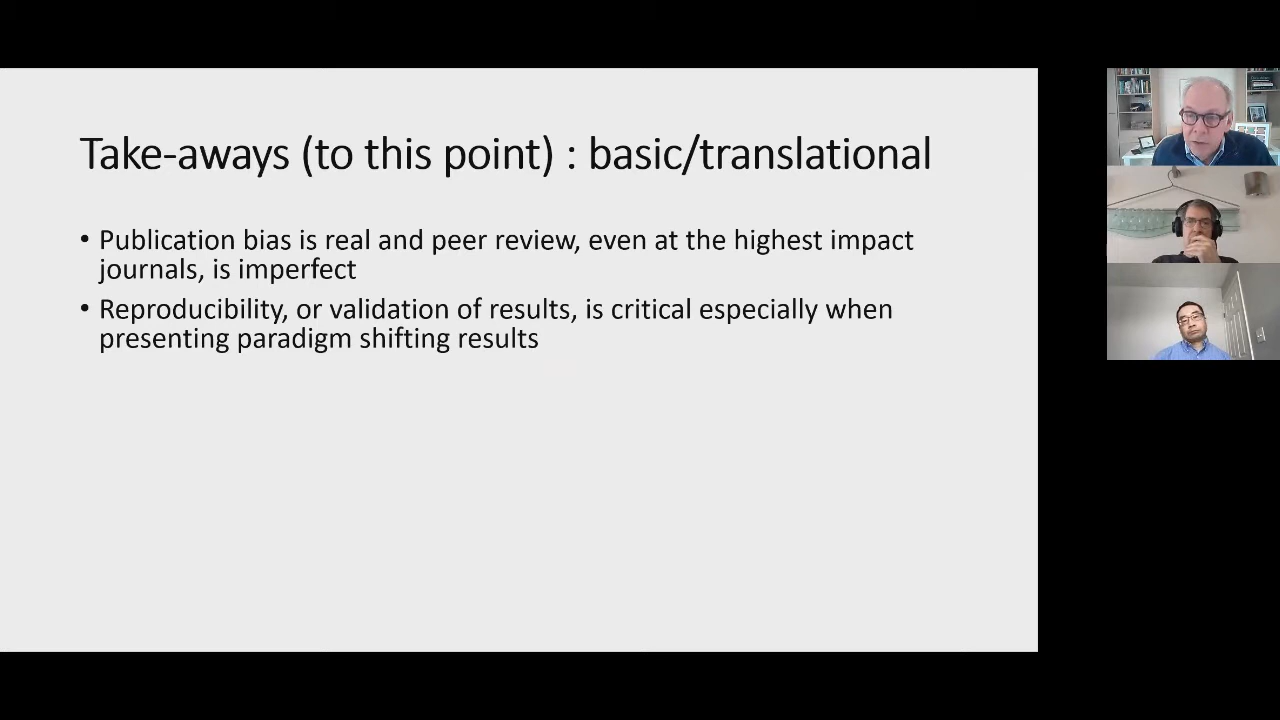 Take-aways (to this point) : basic/translational
• Publication bias is real and peer review, even at the highest impact
journals, is imperfect
• Reproducibility, or validation of results, is critical especially when
presenting paradigm shifting results